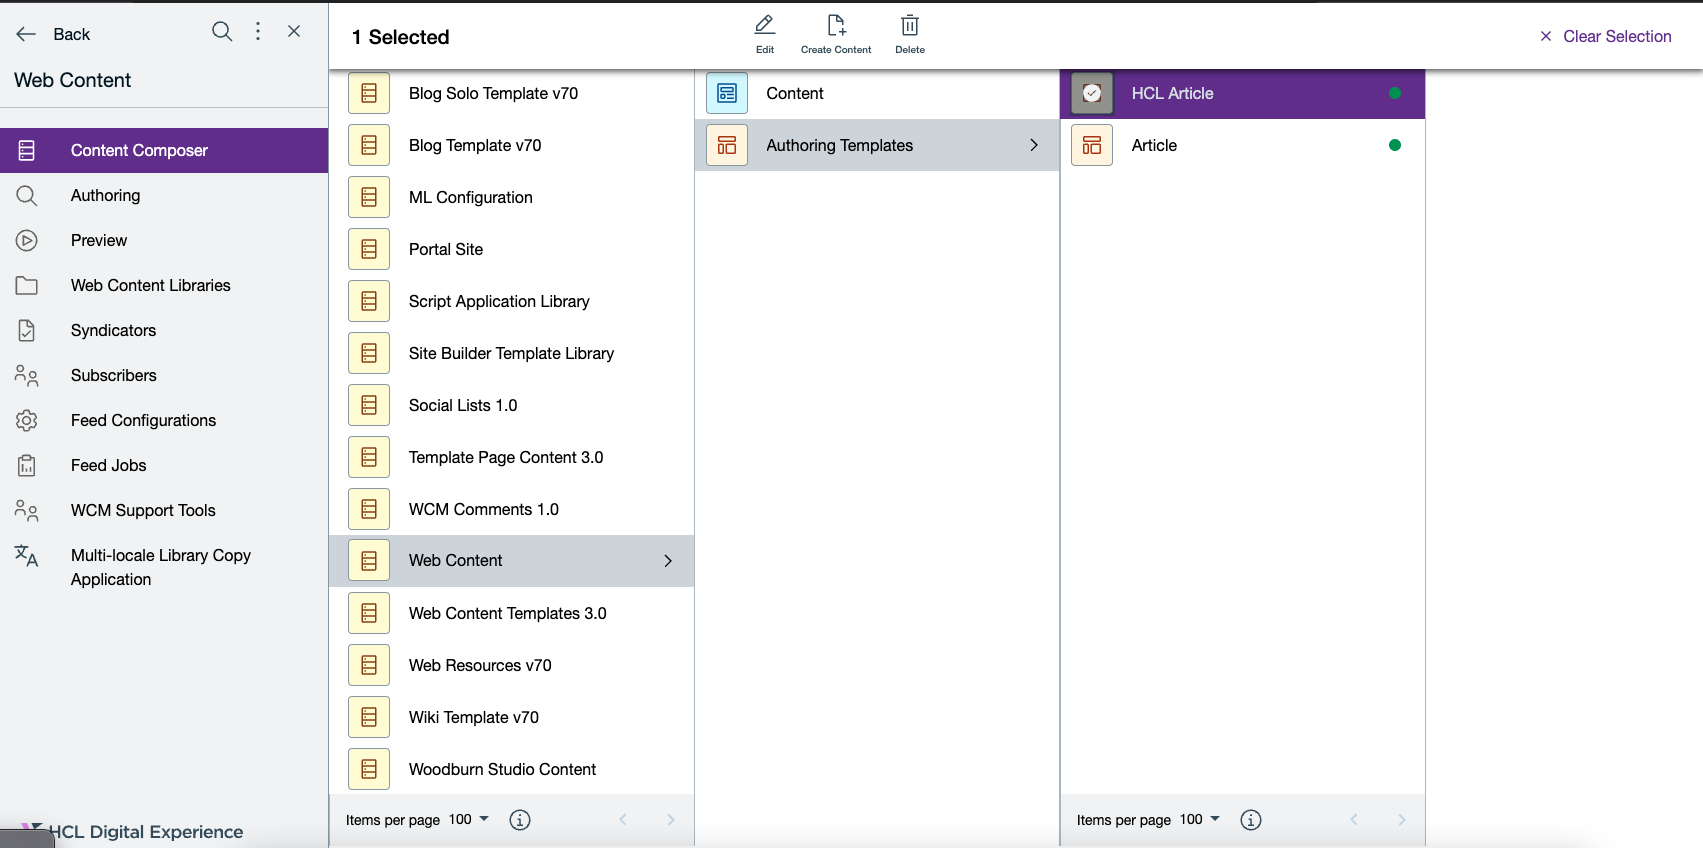 Back
Web Content
Content Composer
Authoring
Preview
Web Content Libraries
Syndicators
Subscribers
Feed Configurations
Feed Jobs
WCM Support Tools
Multi-locale Library Copy
Application
HCL Digital Experience
1 Selected
Edit
Create Content
Delete
Clear Selection
Blog Solo Template v70
Blog Template v70
ML Configuration
Portal Site
Script Application Library
Site Builder Template Library
Social Lists 1.0
Template Page Content 3.0
WCM Comments 1.0
Web Content
Web Content Templates 3.0
Web Resources v70
Wiki Template v70
Woodburn Studio Content
Items per page 100
Content
Authoring Templates
HCL Article
Article
Items per page 100